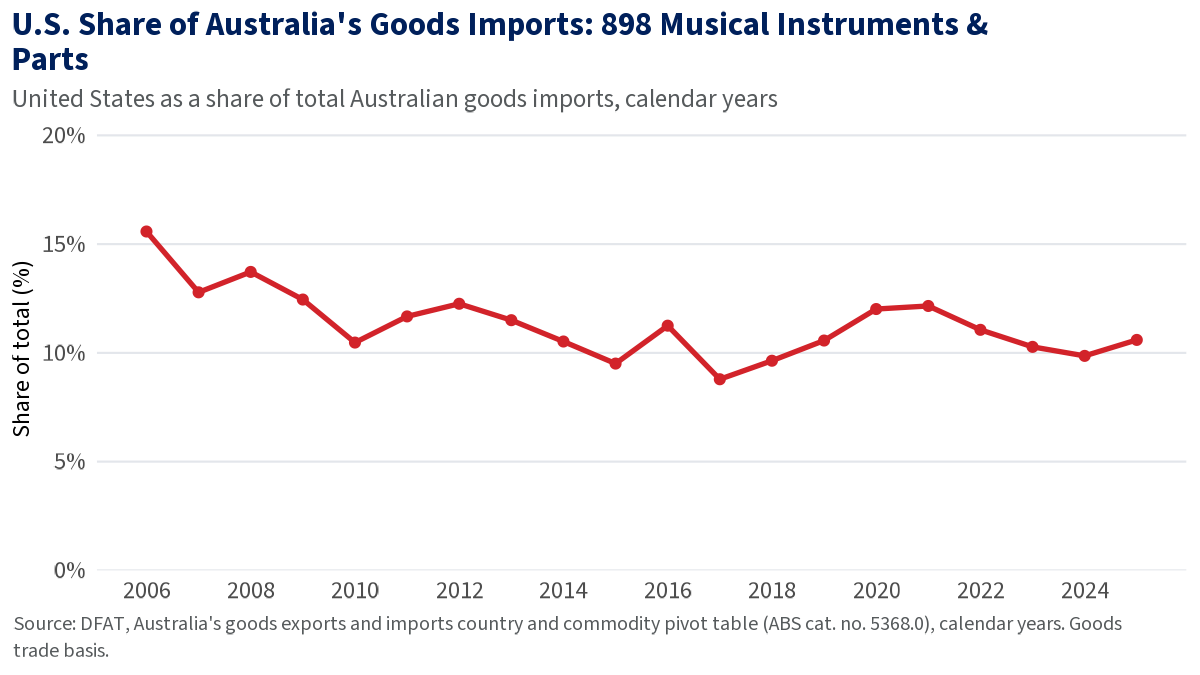 U.S. Share of Australia's Goods Imports: 898 Musical Instruments &
Parts
United States as a share of total Australian goods imports, calendar years
Share of total (%)
20%
15%
10%
5%
0%
2006 2008 2010 2012 2014 2016 2018 2020 2022 2024
Source: DFAT, Australia's goods exports and imports country and commodity pivot table (ABS cat. no. 5368.0), calendar years. Goods
trade basis.